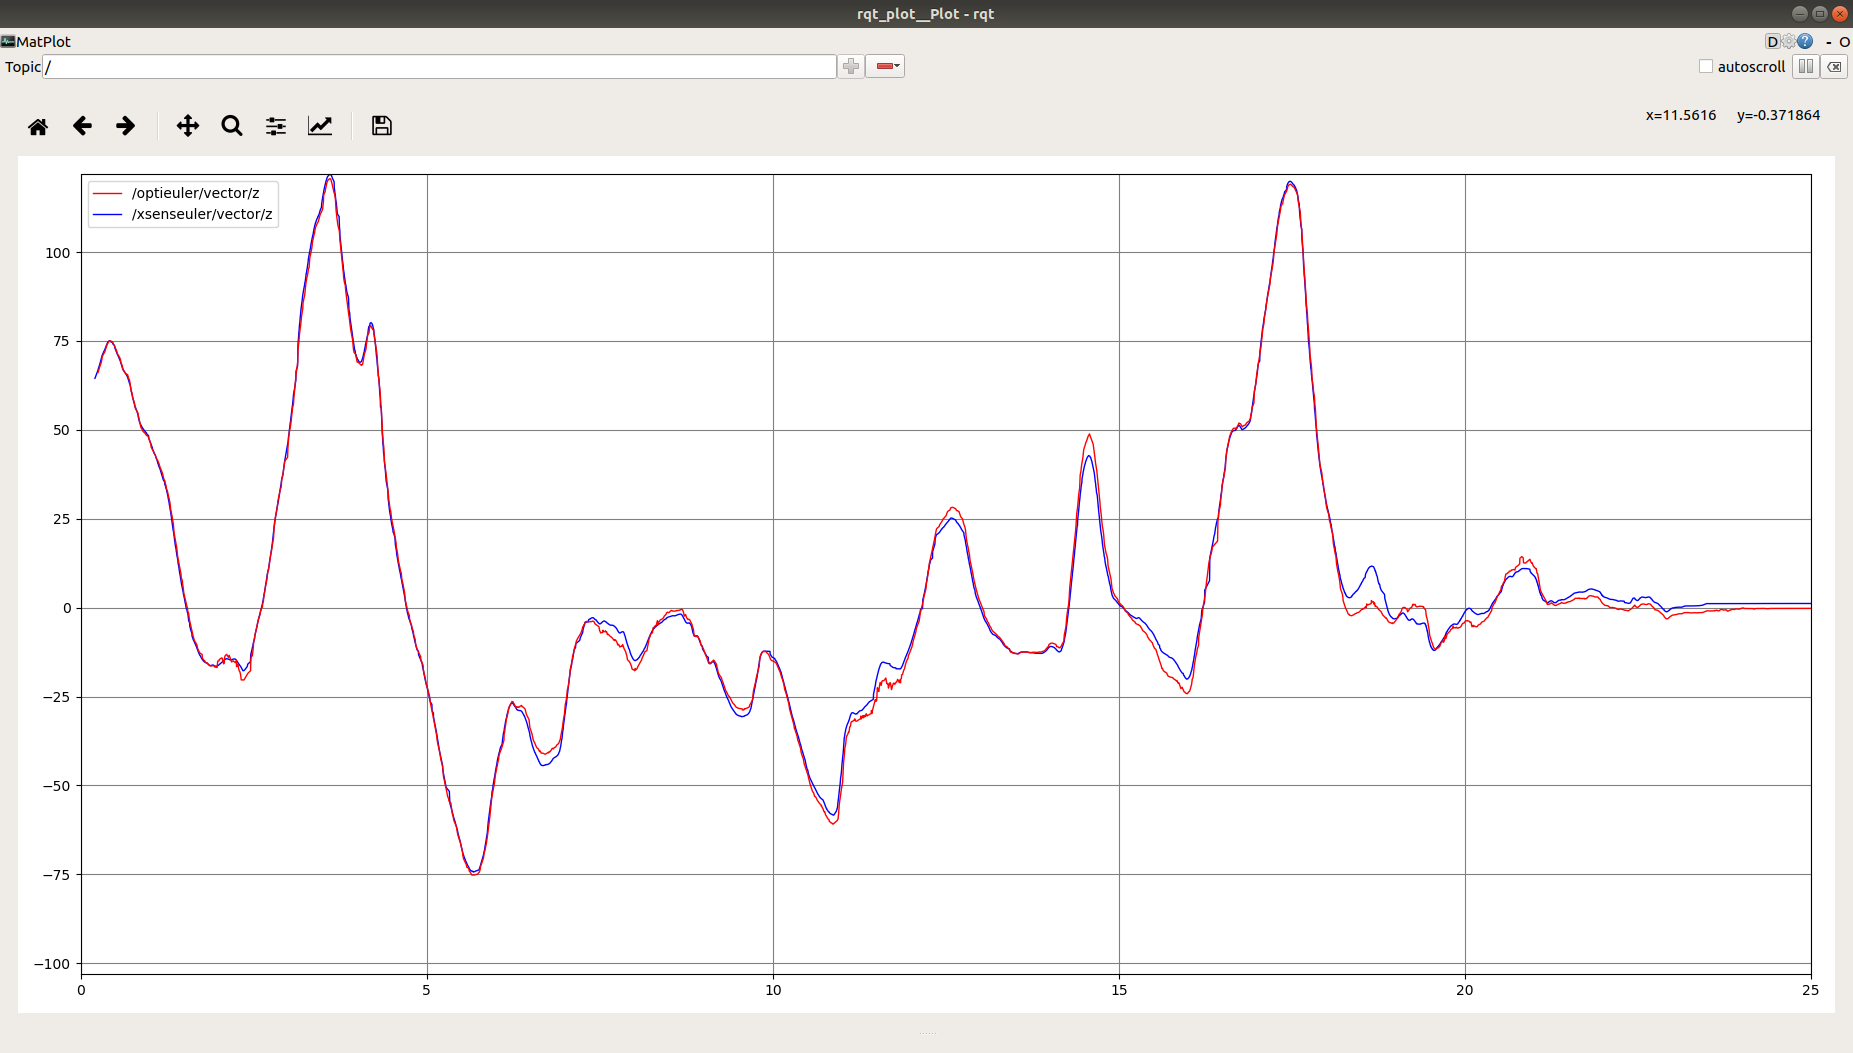 rqt_plot__Plot - rqt
MatPlot
D ? - O
Topic /
autoscroll
x=11.5616 y=-0.371864
/optieuler/vector/z
/xsenseuler/vector/z
100
75
50
25
0
−25
−50
−75
−100
0 5 10 15 20 25